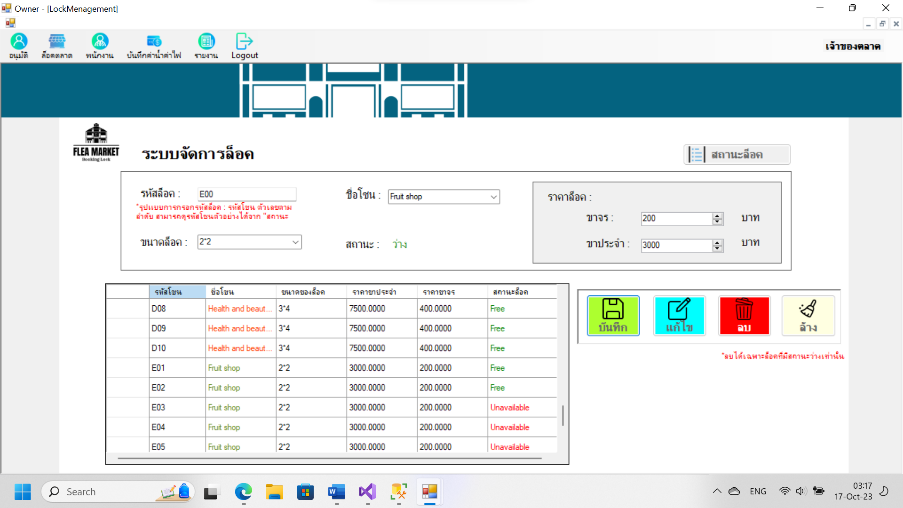 Owner - [LockMenagement]
อนุมัติ ล็อคตลาด พนักงาน บันทึกค่าน้ำค่าไฟ รายงาน Logout
เจ้าของตลาด
FLEA MARKET
Booking Lock
ระบบจัดการล็อค
สถานะล็อค
รหัสล็อค : E00
ชื่อโซน : Fruit shop
ราคาล็อค :
*รูปแบบการกรอกรหัสล็อค : รหัสโซน ตัวเลขตาม
ลำดับ สามารถดูรหัสโซนตัวอย่างได้จาก "สถานะ
ขาจร : 200 บาท
ขนาดล็อค : 2*2
สถานะ : ว่าง
ขาประจำ : 3000 บาท
รหัสโซน ชื่อโซน ขนาดของล็อค ราคาขาประจำ ราคาขาจร สถานะล็อค
D08 Health and beaut... 3*4 7500.0000 400.0000 Free
D09 Health and beaut... 3*4 7500.0000 400.0000 Free
D10 Health and beaut... 3*4 7500.0000 400.0000 Free
E01 Fruit shop 2*2 3000.0000 200.0000 Free
E02 Fruit shop 2*2 3000.0000 200.0000 Free
E03 Fruit shop 2*2 3000.0000 200.0000 Unavailable
E04 Fruit shop 2*2 3000.0000 200.0000 Unavailable
E05 Fruit shop 2*2 3000.0000 200.0000 Unavailable
บันทึก แก้ไข ลบ ล้าง
*ลบได้เฉพาะล็อคที่มีสถานะว่างเท่านั้น
Search
ENG
03:17
17-Oct-23